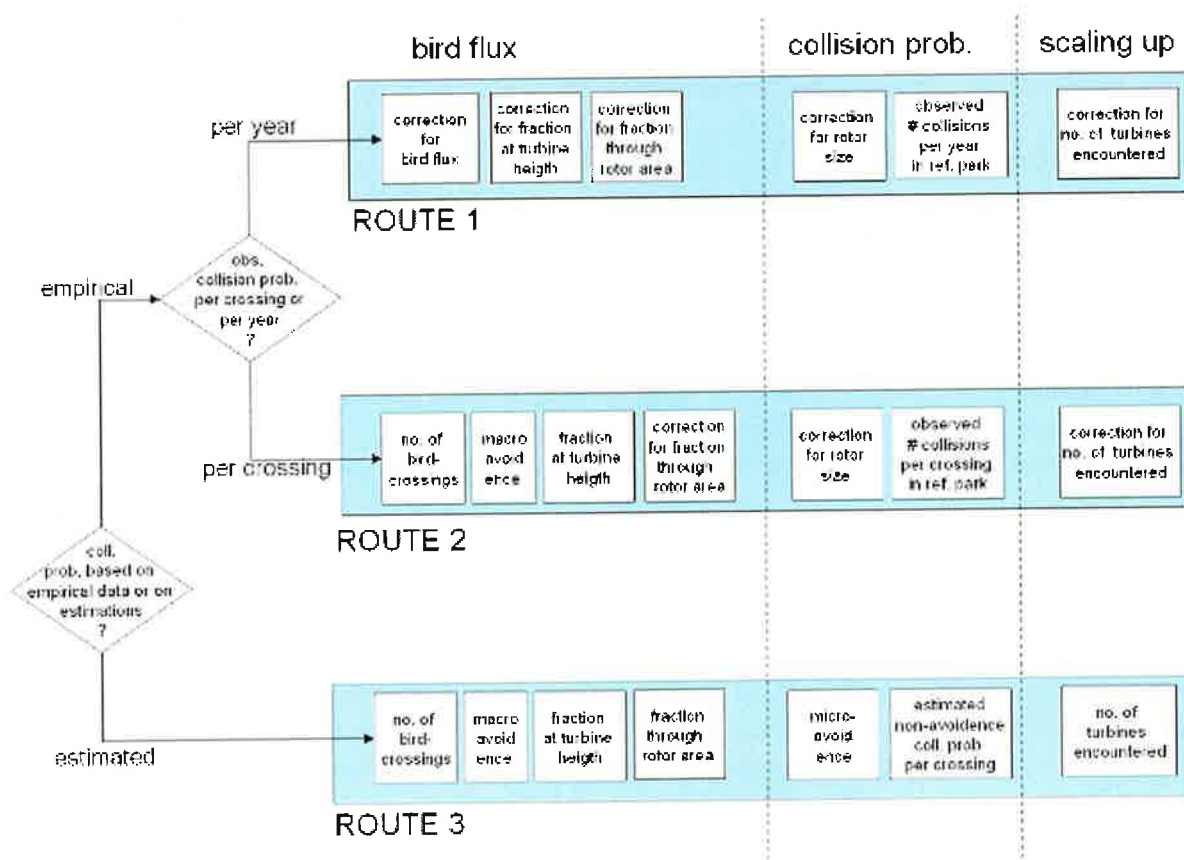 bird flux
collision prob.
scaling up
per year
correction
for
bird flux
correction
for fraction
at turbine
heigth
correction
for fraction
through
rotor area
correction
for rotor
size
observed
# collisions
per year
in ref. park
correction for
no. of turbines
encountered
ROUTE 1
empirical
obs.
collision prob.
per crossing or
per year
?
per crossing
no. of
bird-
crossings
macro
avoid
ence
fraction
at turbine
heigth
correction
for fraction
through
rotor area
correction
for rotor
size
observed
# collisions
per crossing
in ref. park
correction for
no. of turbines
encountered
ROUTE 2
coll.
prob. based on
empirical data or on
estimations
?
estimated
no. of
bird-
crossings
macro
avoid
ence
fraction
at turbine
heigth
fraction
through
rotor area
micro-
avoid
ence
estimated
non-avoidence
coll. prob
per crossing
no. of
turbines
encountered
ROUTE 3